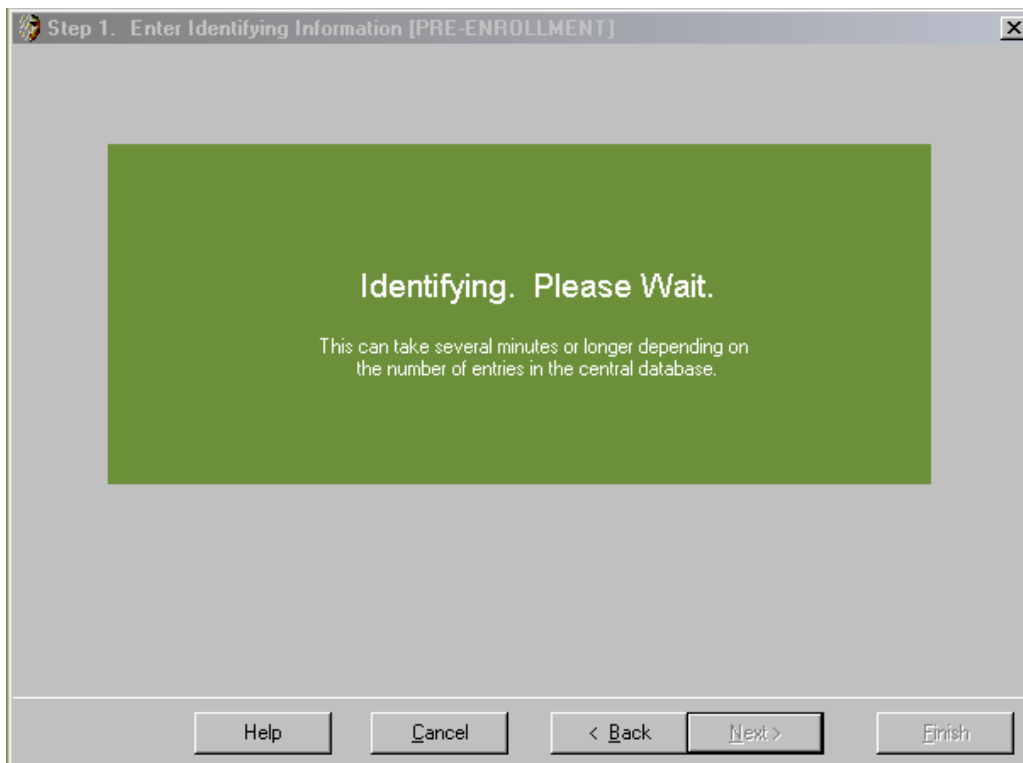 Step 1. Enter Identifying Information [PRE-ENROLLMENT]
Identifying. Please Wait.
This can take several minutes or longer depending on
the number of entries in the central database.
Help Cancel < Back Next > Finish